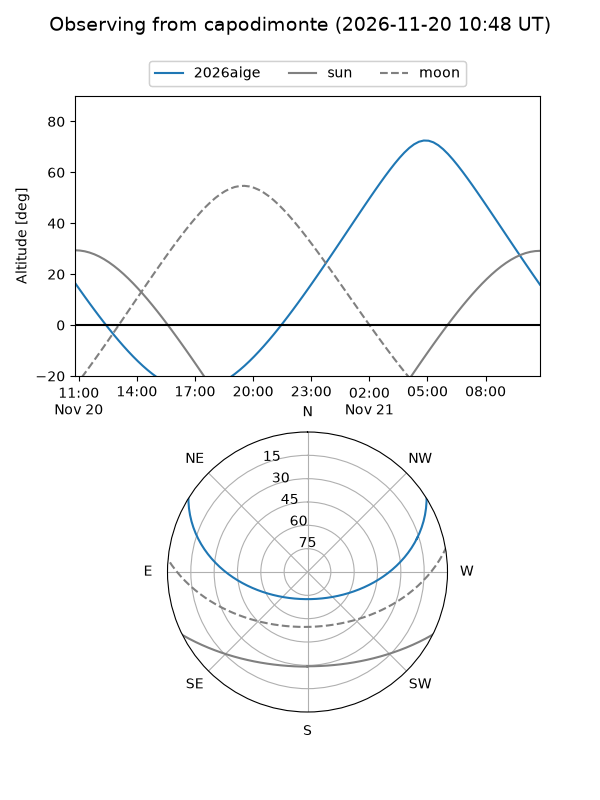 Observing from capodimonte (2026-11-20 10:48 UT)
2026aige sun moon
Altitude [deg]
80
60
40
20
0
−20
11:00 14:00 17:00 20:00 23:00 02:00 05:00 08:00
Nov 20 Nov 21
N
NE NW
15
30
45
60
75
E W
SE SW
S